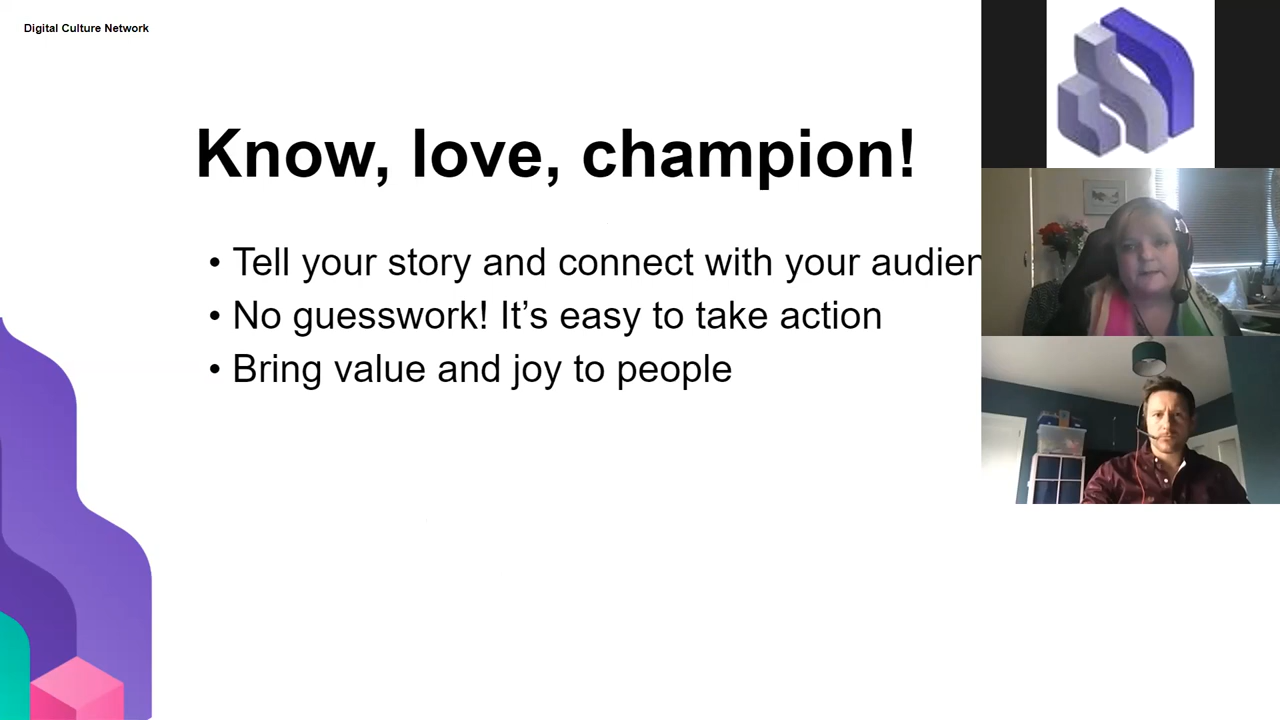 Digital Culture Network
Know, love, champion!
• Tell your story and connect with your audien
• No guesswork! It’s easy to take action
• Bring value and joy to people